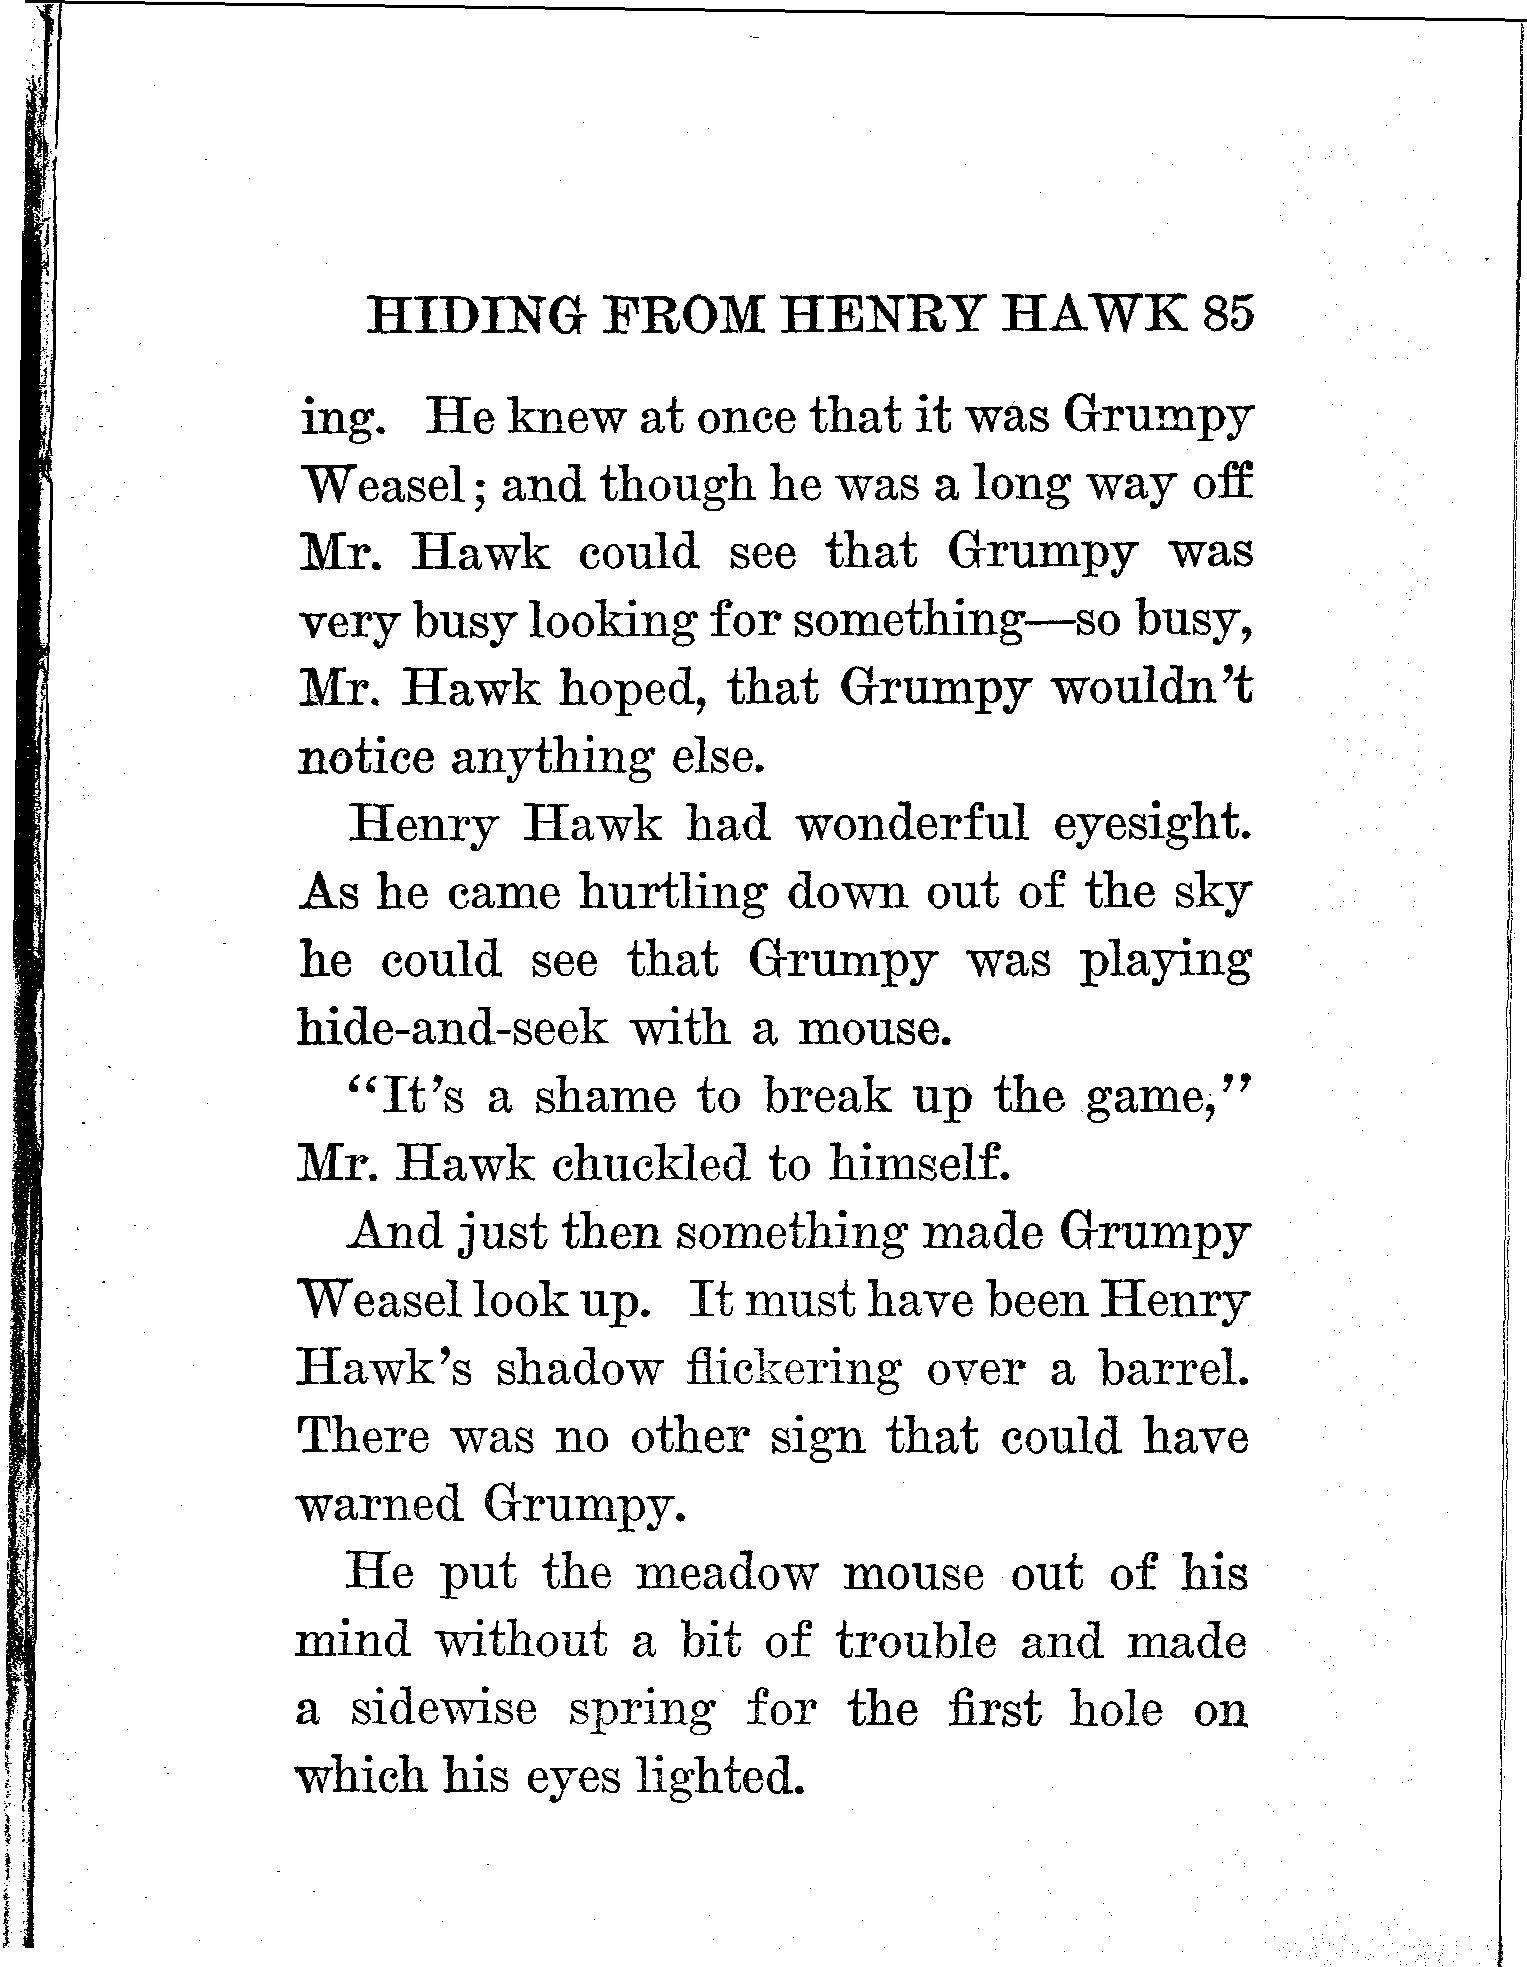 HIDING FROM HENRY HAWK 85
ing. He knew at once that it was Grumpy
Weasel; and though he was a long way off
Mr. Hawk could see that Grumpy was
very busy looking for something—so busy,
Mr. Hawk hoped, that Grumpy wouldn't
notice anything else.
Henry Hawk had wonderful eyesight.
As he came hurtling down out of the sky
he could see that Grumpy was playing
hide-and-seek with a mouse.
"It's a shame to break up the game,"
Mr. Hawk chuckled to himself.
And just then something made Grumpy
Weasel look up. It must have been Henry
Hawk's shadow flickering over a barrel.
There was no other sign that could have
warned Grumpy.
He put the meadow mouse out of his
mind without a bit of trouble and made
a sidewise spring for the first hole on
which his eyes lighted.